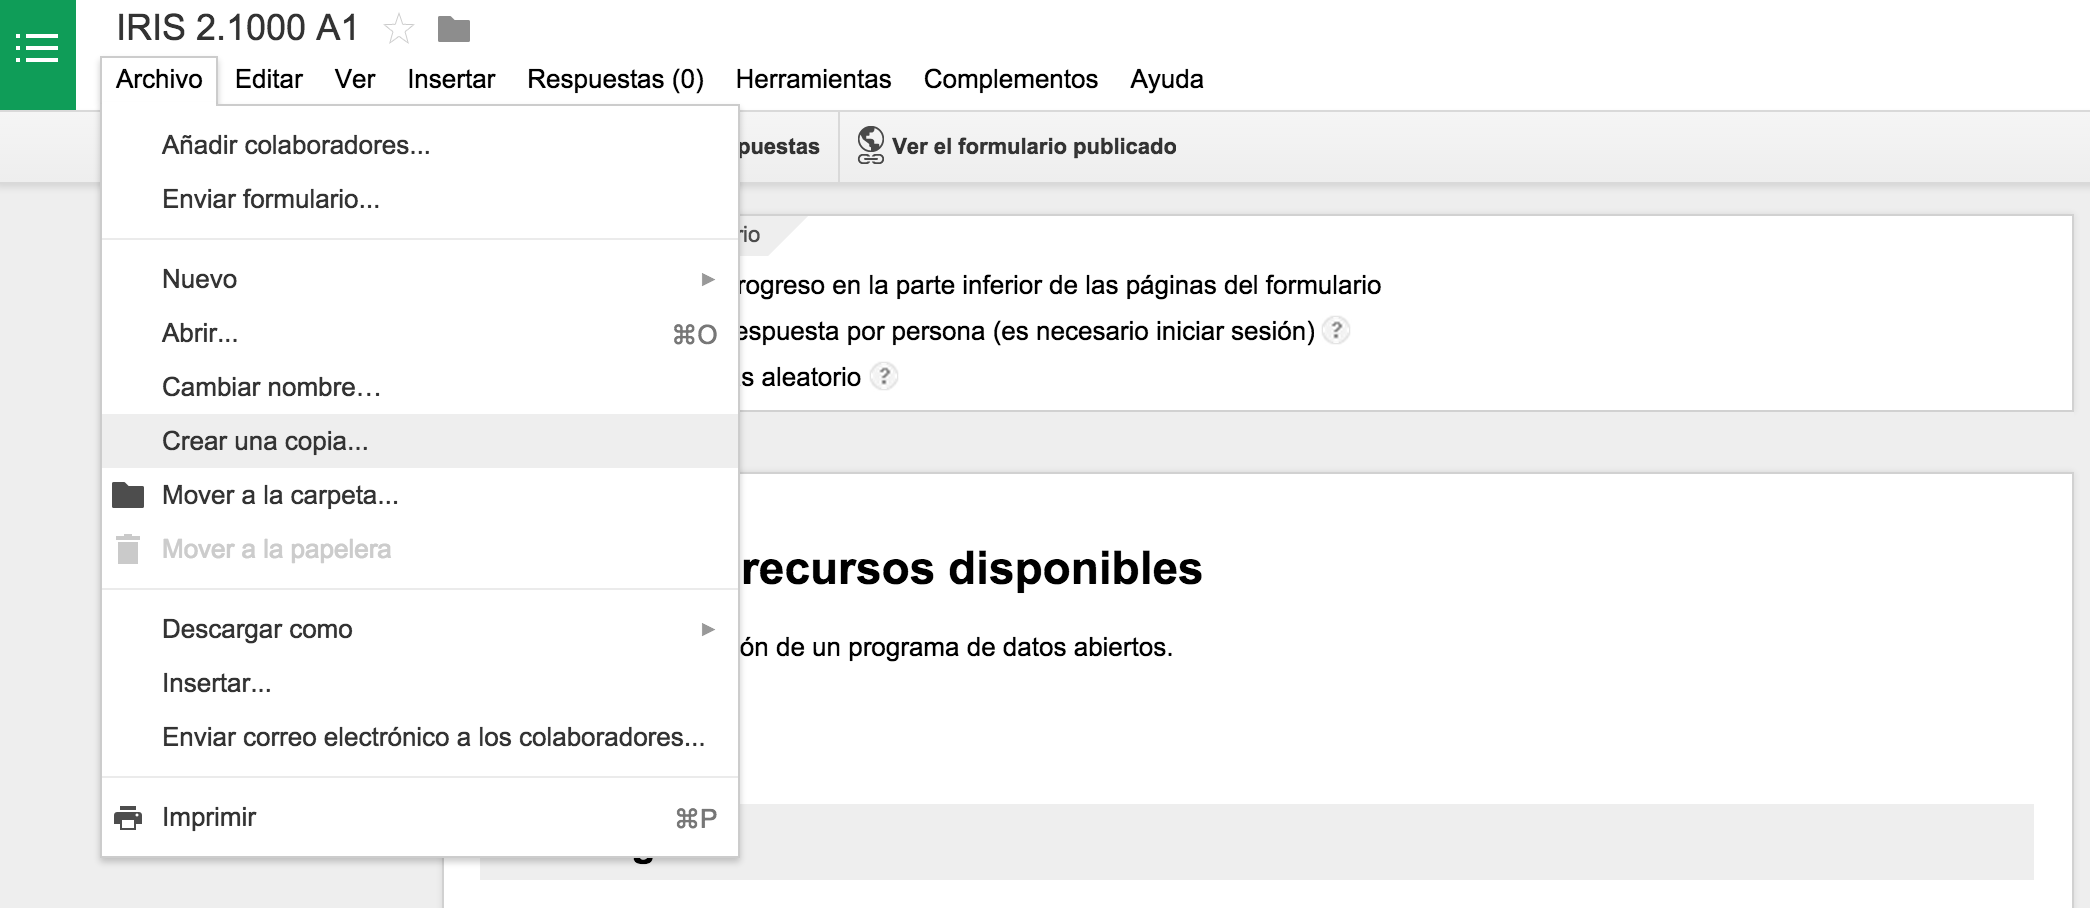 IRIS 2.1000 A1
Archivo Editar Ver Insertar Respuestas (0) Herramientas Complementos Ayuda
Añadir colaboradores...
Enviar formulario...
Nuevo
Abrir... ⌘O
Cambiar nombre…
Crear una copia...
Mover a la carpeta...
Mover a la papelera
Descargar como
Insertar...
Enviar correo electrónico a los colaboradores...
Imprimir ⌘P
puestas Ver el formulario publicado
rio
rogreso en la parte inferior de las páginas del formulario
espuesta por persona (es necesario iniciar sesión) ?
s aleatorio ?
recursos disponibles
ón de un programa de datos abiertos.